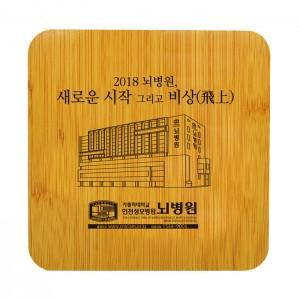 2018 뇌병원,
새로운 시작 그리고 비상(飛上)
뇌병원
가톨릭대학교
인천성모병원 뇌병원